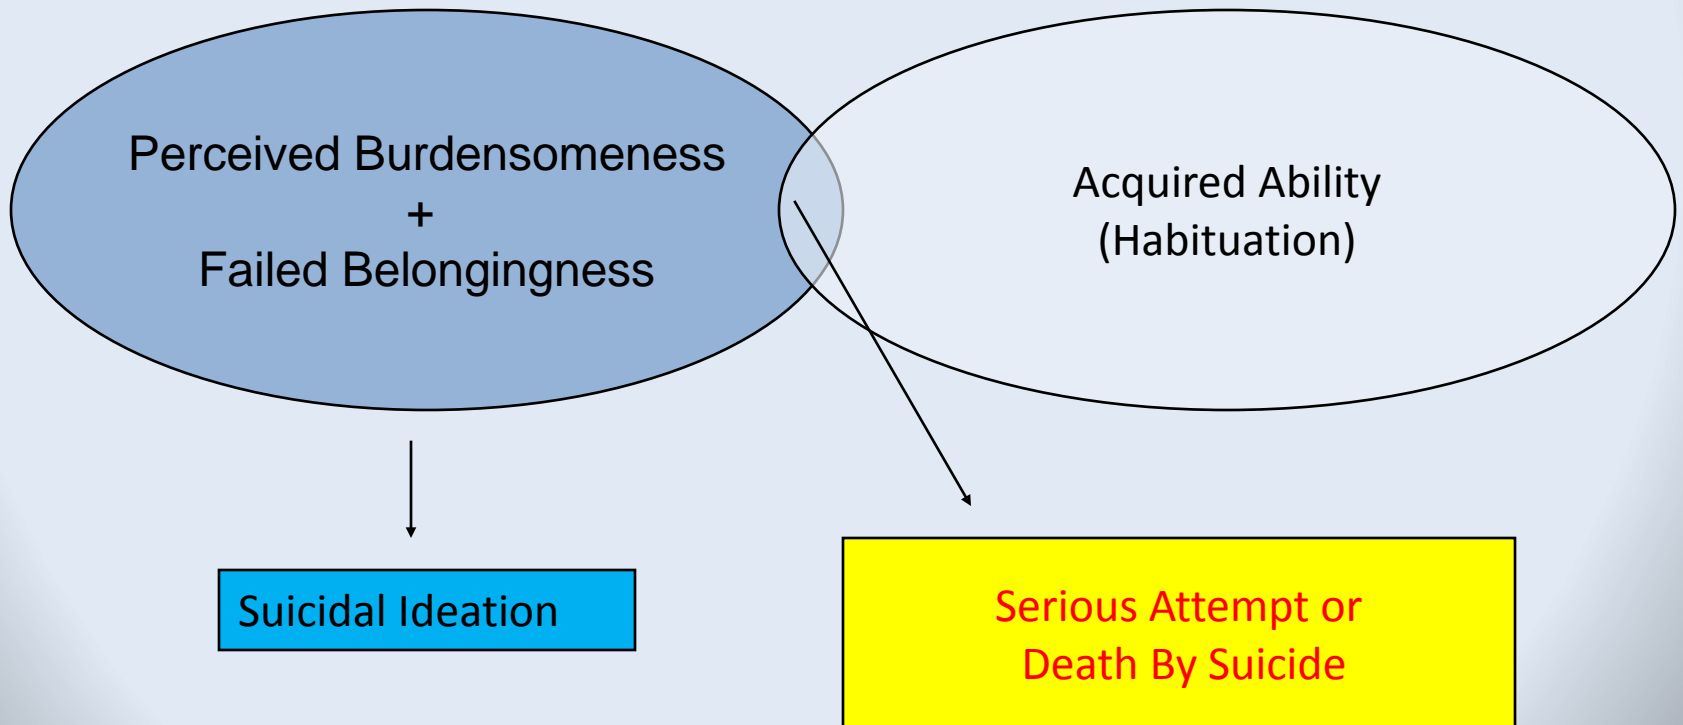 Perceived Burdensomeness
+
Failed Belongingness
Acquired Ability
(Habituation)
Suicidal Ideation
Serious Attempt or
Death By Suicide